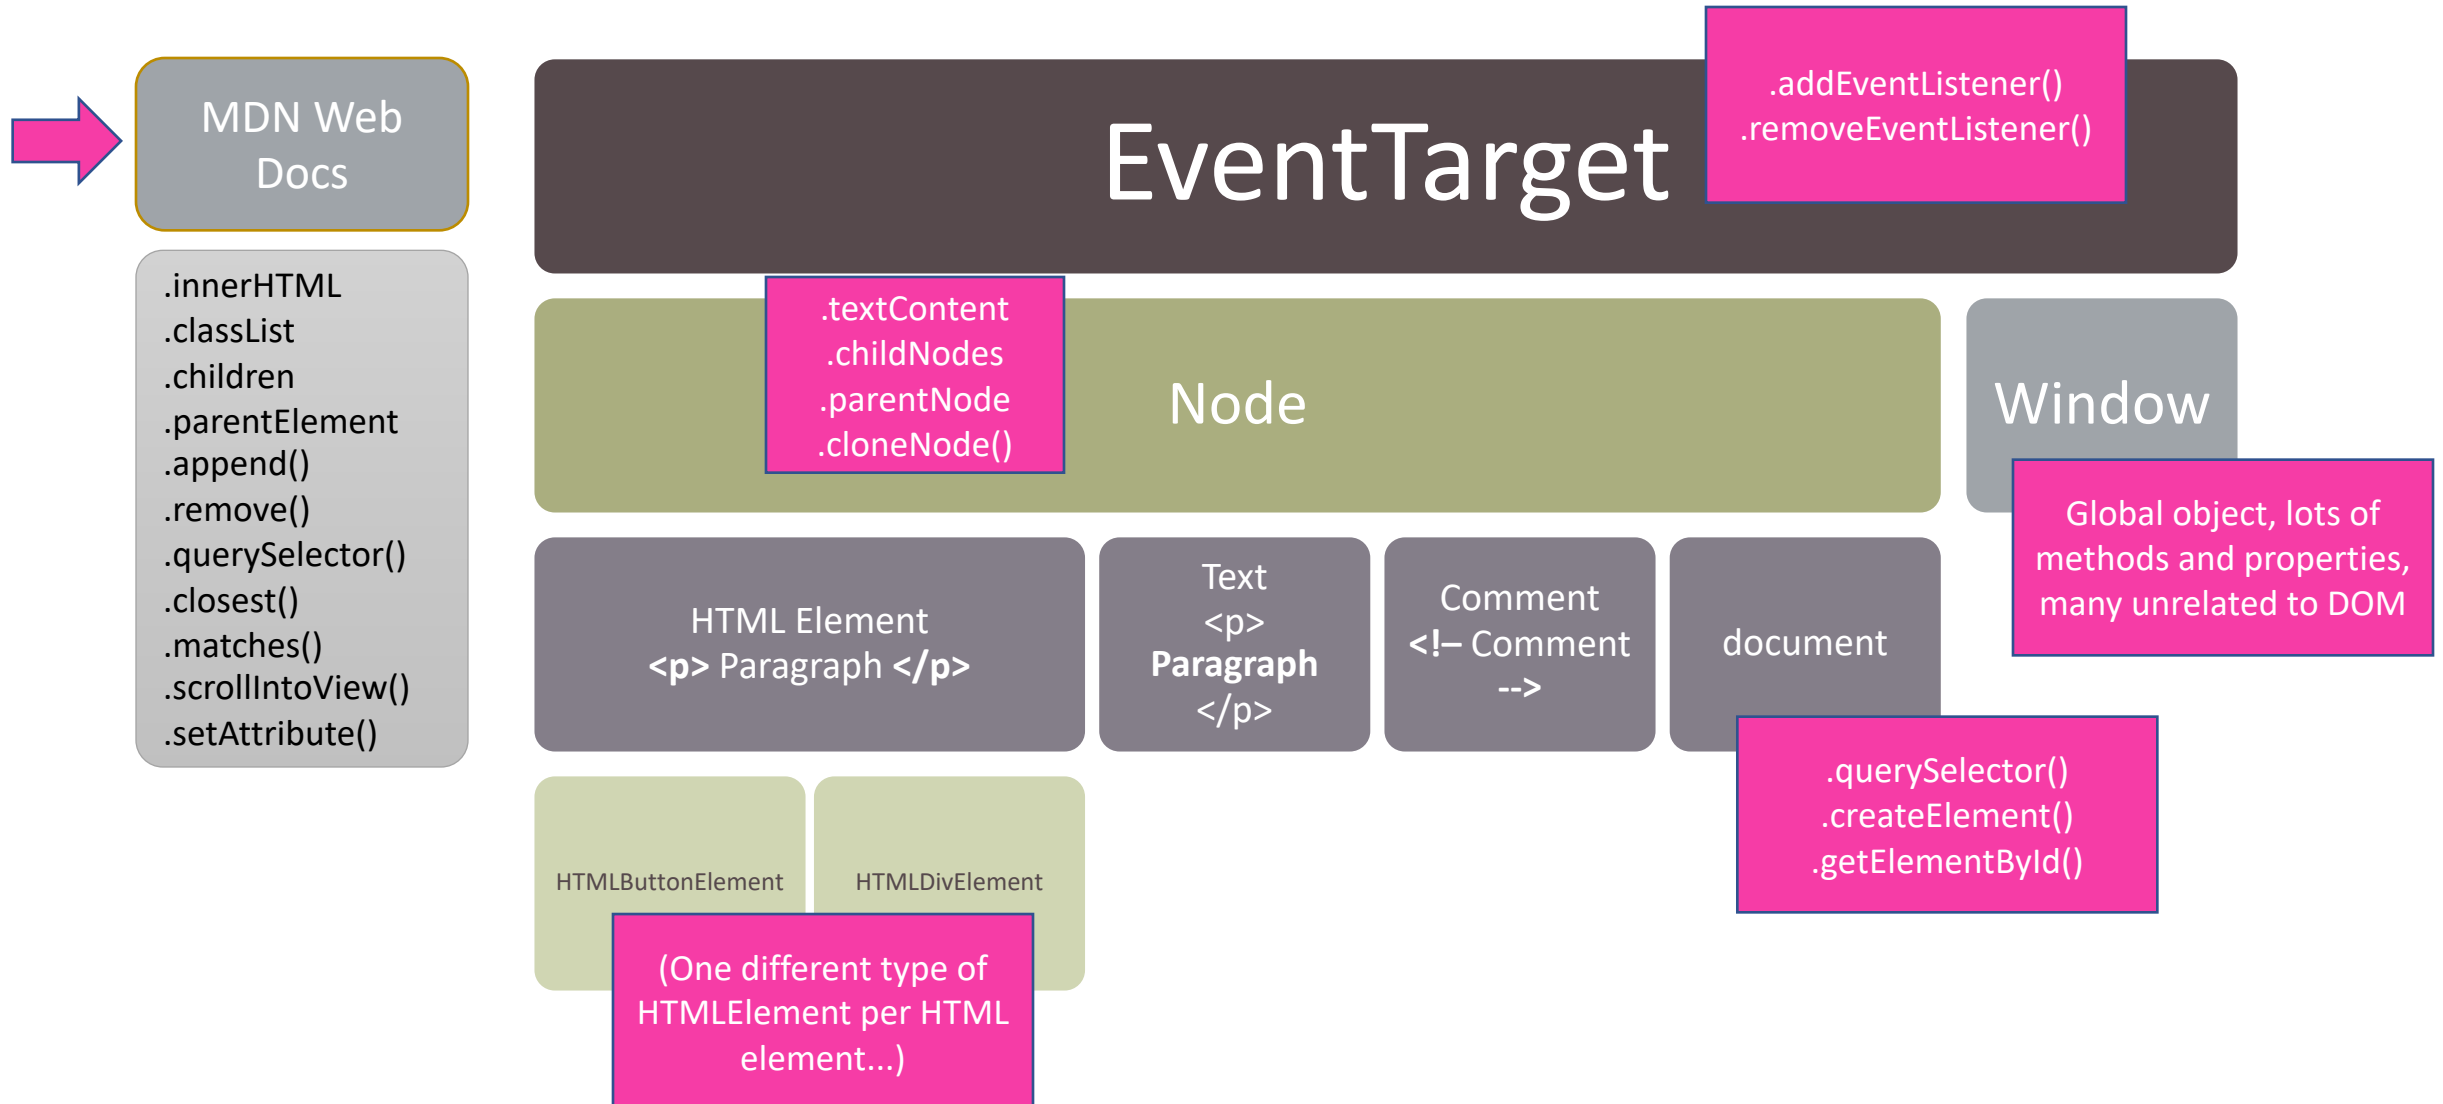 MDN Web
Docs
.innerHTML
.classList
.children
.parentElement
.append()
.remove()
.querySelector()
.closest()
.matches()
.scrollIntoView()
.setAttribute()
EventTarget
.addEventListener()
.removeEventListener()
.textContent
.childNodes
.parentNode
.cloneNode()
Node
Window
Global object, lots of
methods and properties,
many unrelated to DOM
HTML Element
<p> Paragraph </p>
Text
<p>
Paragraph
</p>
Comment
<!– Comment
-->
document
.querySelector()
.createElement()
.getElementById()
HTMLButtonElement
HTMLDivElement
(One different type of
HTMLElement per HTML
element...)